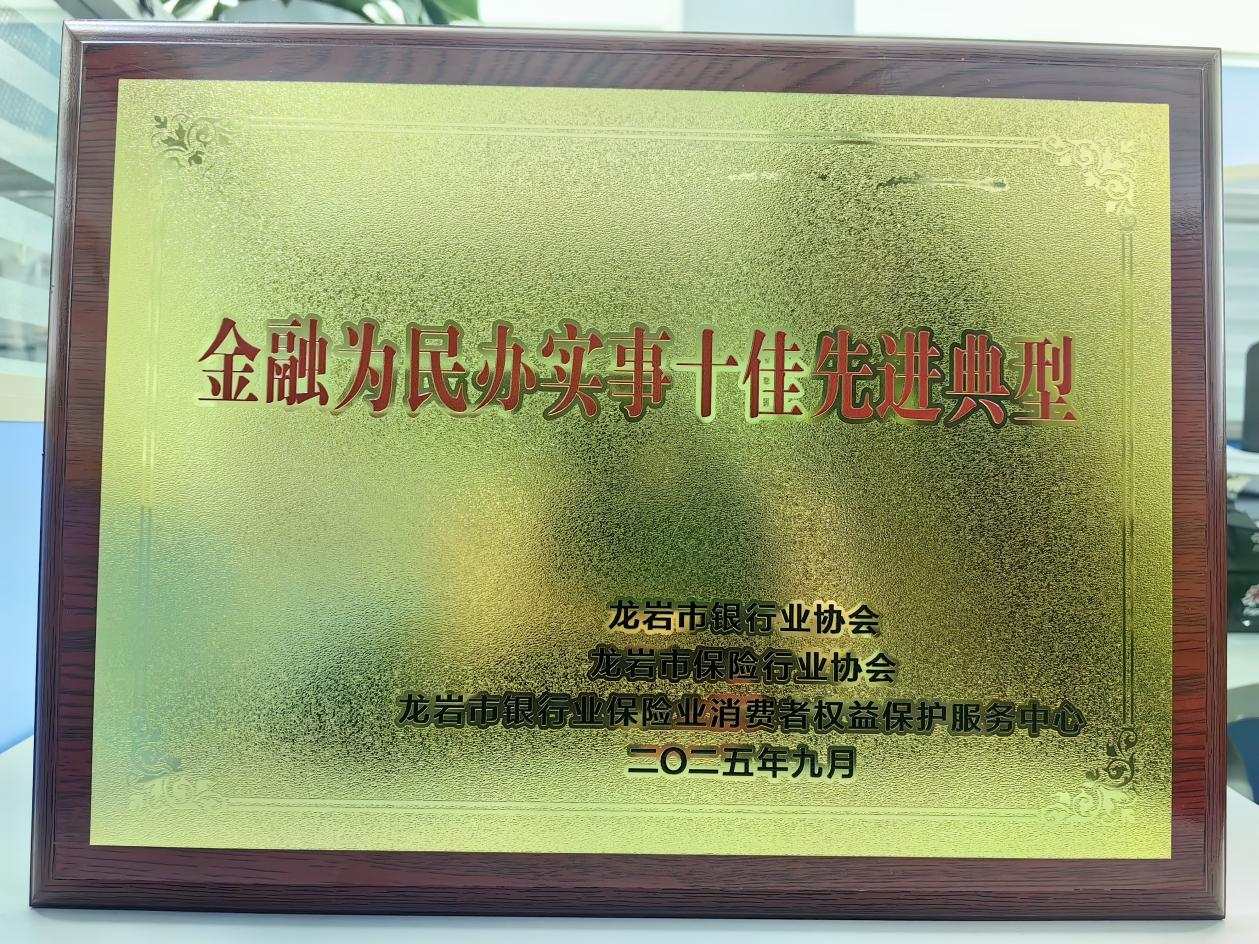 金融为民办实事十佳先进典型
龙岩市银行业协会
龙岩市保险行业协会
龙岩市银行业保险业消费者权益保护服务中心
二〇二五年九月